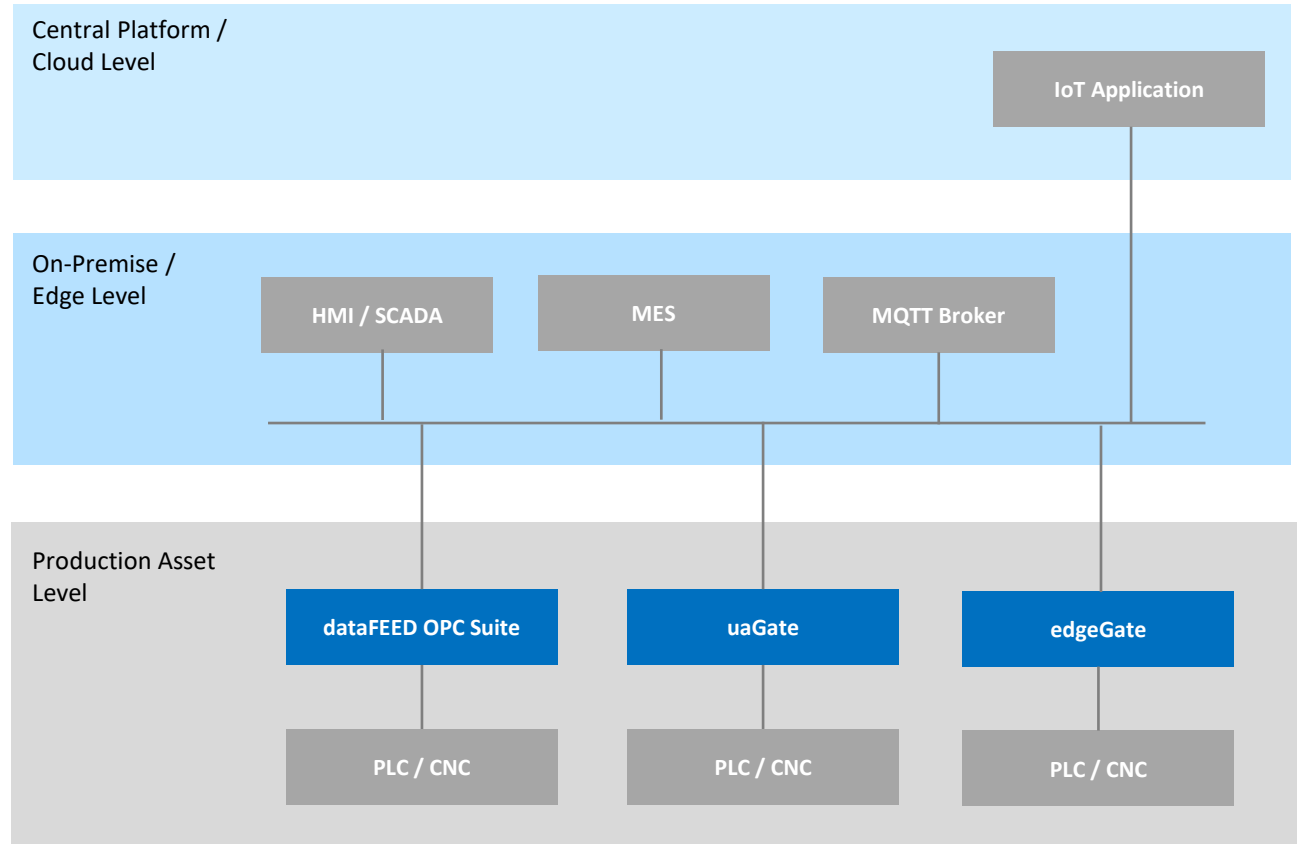 Central Platform /
Cloud Level
IoT Application
On-Premise /
Edge Level
HMI / SCADA
MES
MQTT Broker
Production Asset
Level
dataFEED OPC Suite
uaGate
edgeGate
PLC / CNC
PLC / CNC
PLC / CNC